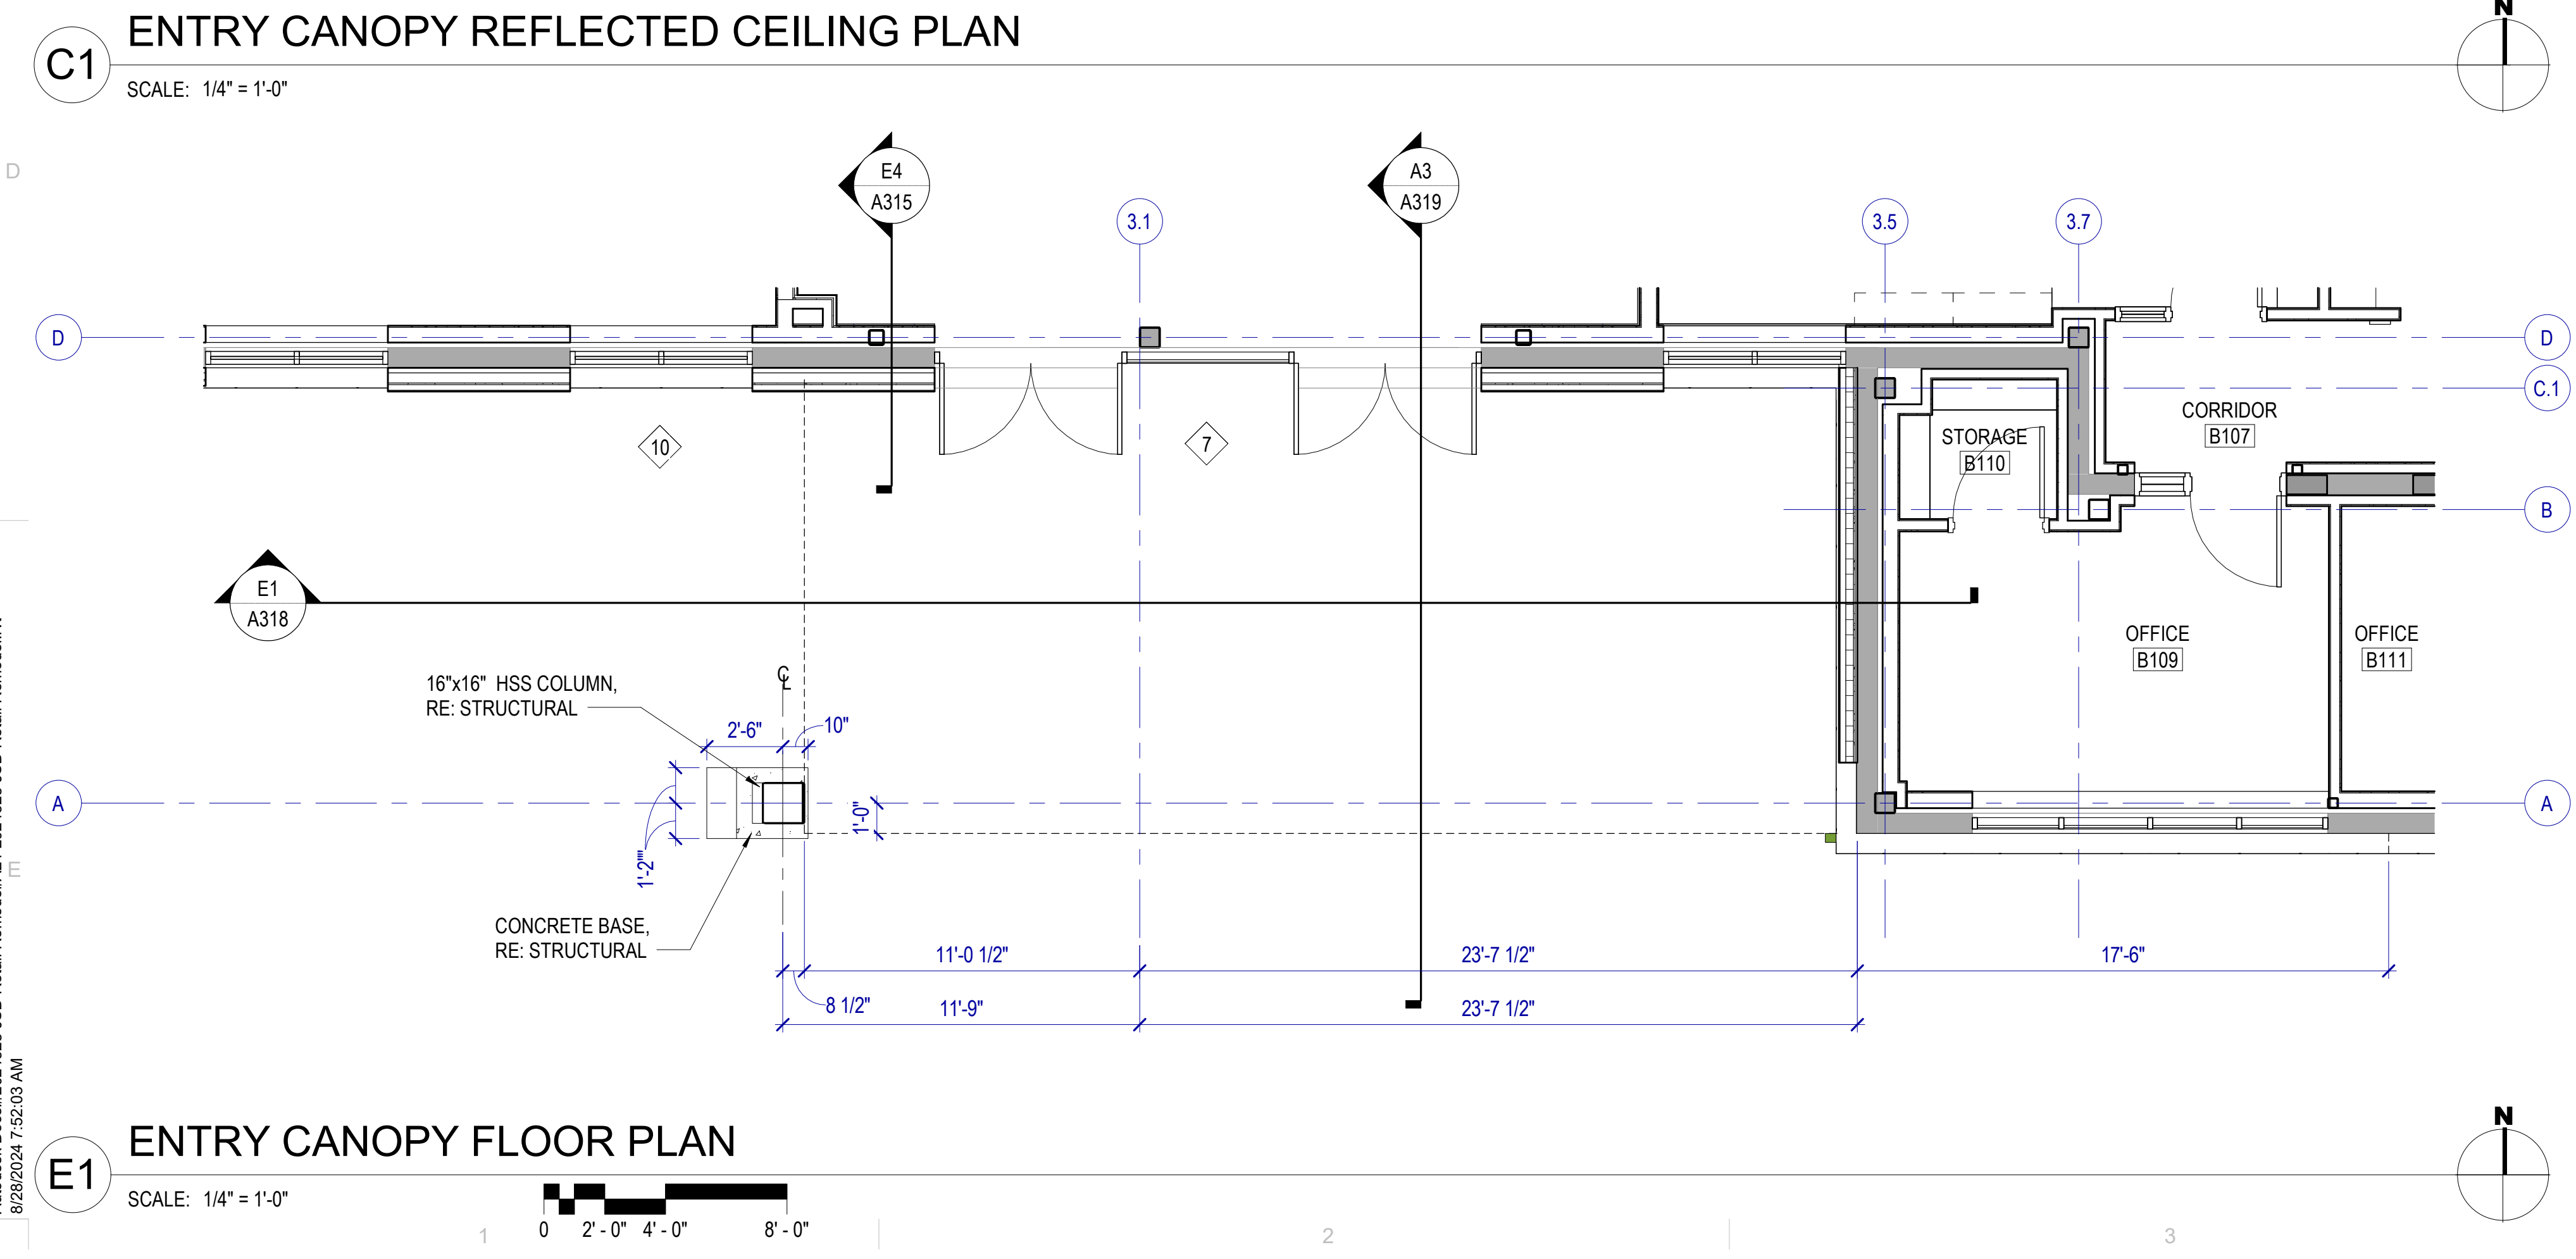 C1
ENTRY CANOPY REFLECTED CEILING PLAN
SCALE: 1/4" = 1'-0"
N
D
E4
A315
A3
A319
3.1
3.5
3.7
D
D
C.1
CORRIDOR
B107
STORAGE
B110
10
7
B
E1
A318
OFFICE
B109
OFFICE
B111
CL
16"x16" HSS COLUMN,
RE: STRUCTURAL
2'-6"
10"
A
1'-0"
A
1'-2""
E
CONCRETE BASE,
RE: STRUCTURAL
11'-0 1/2"
23'-7 1/2"
17'-6"
8 1/2"
11'-9"
23'-7 1/2"
8/28/2024 7:52:03 AM
E1
ENTRY CANOPY FLOOR PLAN
SCALE: 1/4" = 1'-0"
0
2' - 0"
4' - 0"
8' - 0"
N
1
2
3